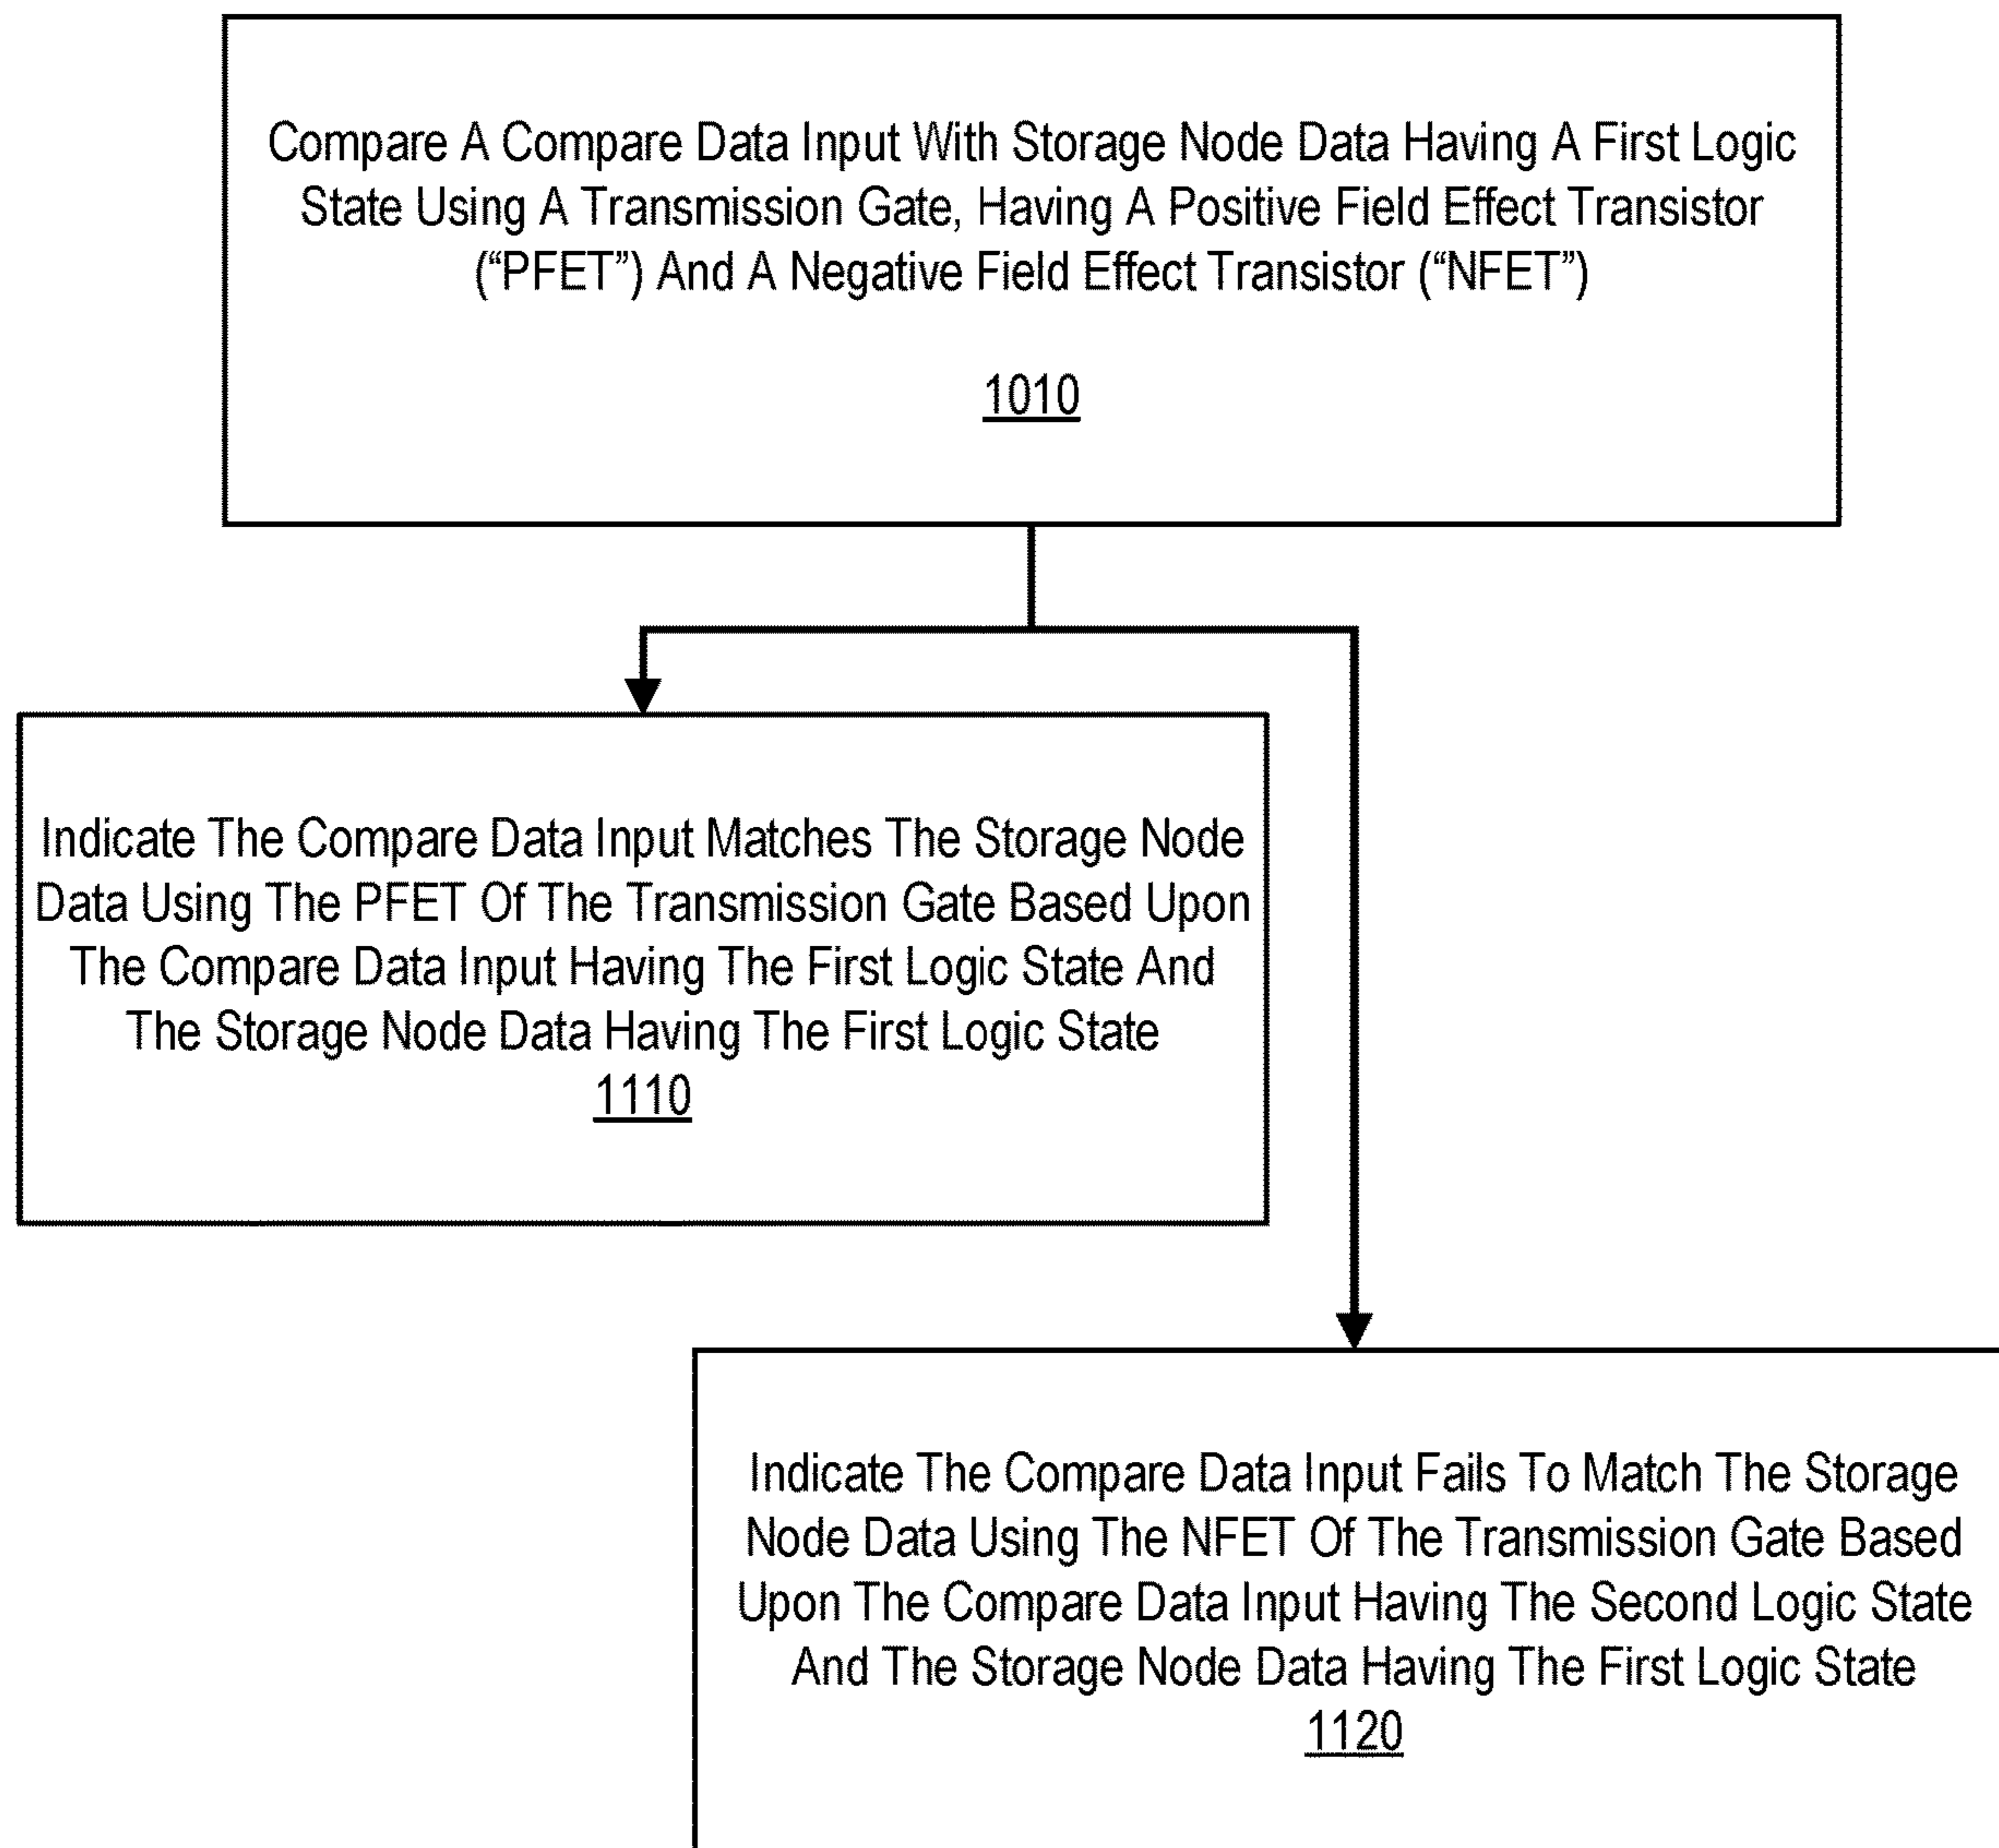 Compare A Compare Data Input With Storage Node Data Having A First Logic
State Using A Transmission Gate, Having A Positive Field Effect Transistor
(“PFET”) And A Negative Field Effect Transistor (“NFET”)
1010
Indicate The Compare Data Input Matches The Storage Node
Data Using The PFET Of The Transmission Gate Based Upon
The Compare Data Input Having The First Logic State And
The Storage Node Data Having The First Logic State
1110
Indicate The Compare Data Input Fails To Match The Storage
Node Data Using The NFET Of The Transmission Gate Based
Upon The Compare Data Input Having The Second Logic State
And The Storage Node Data Having The First Logic State
1120